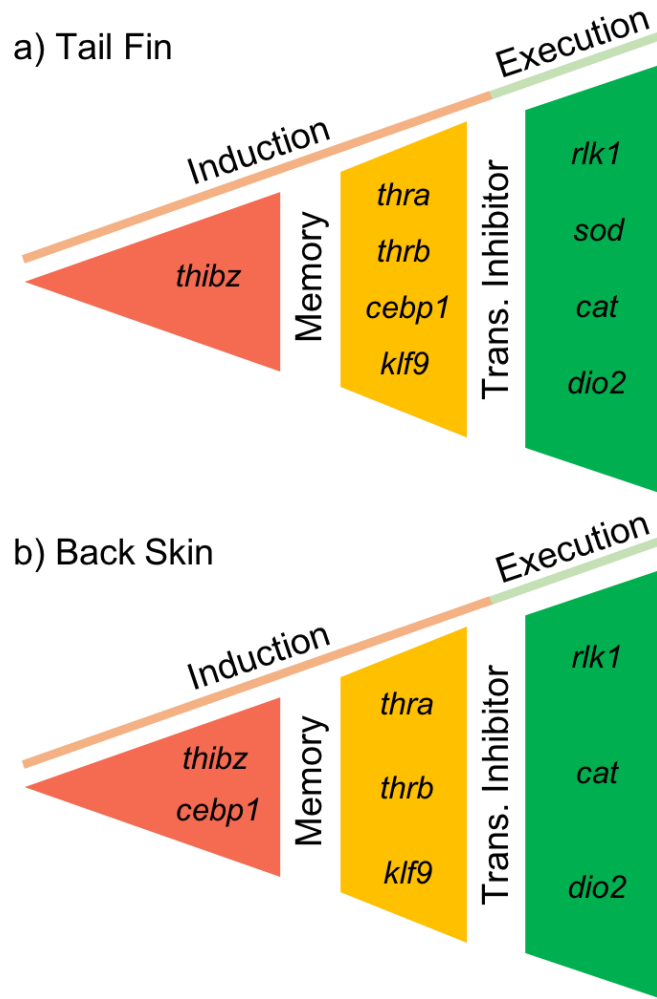 a) Tail Fin
Induction
Execution
thibz
Memory
thra
thrb
cebp1
klf9
Trans. Inhibitor
rlk1
sod
cat
dio2
b) Back Skin
Induction
Execution
thibz
cebp1
Memory
thra
thrb
klf9
Trans. Inhibitor
rlk1
cat
dio2